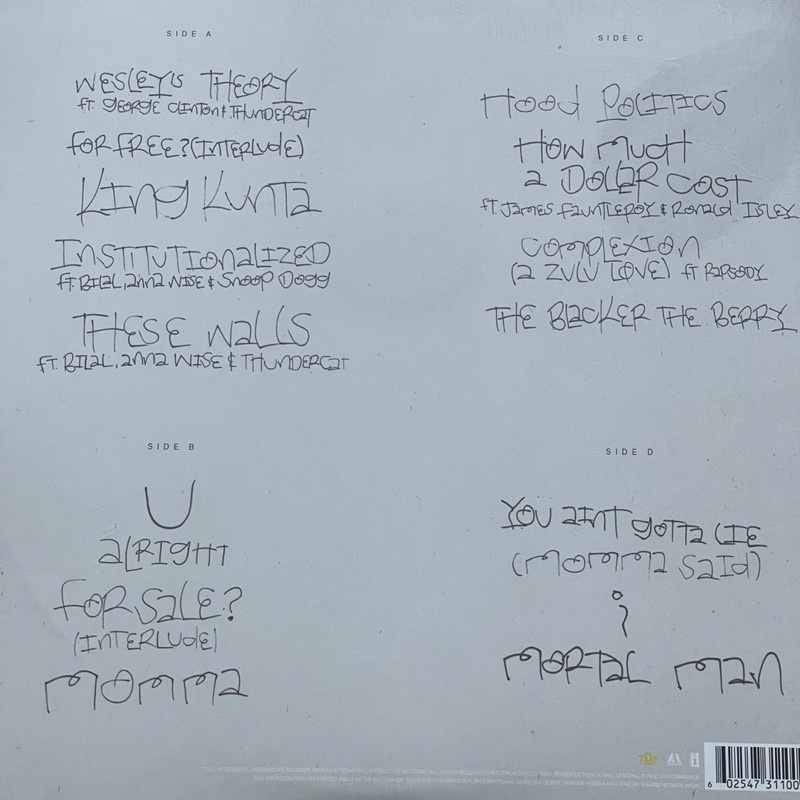 SIDE A
WESLEY'S THEORY
ft. GEORGE CLINTON & THUNDERCAT
FOR FREE? (INTERLUDE)
KING KUNTA
INSTITUTIONALIZED
ft. BILAL, ANNA WISE & SNOOP DOGG
THESE WALLS
ft. BILAL, ANNA WISE & THUNDERCAT
SIDE B
U
ALRIGHT
FOR SALE?
(INTERLUDE)
MOMMA
SIDE C
HOOD POLITICS
HOW MUCH
A DOLLAR COST
ft. JAMES FAUNTLEROY & RONALD ISLEY
COMPLEXION
(A ZULU LOVE) ft RAPSODY
THE BLACKER THE BERRY
SIDE D
YOU AINT GOTTA LIE
(MOMMA SAID)
i
MORTAL MAN
TDE
6 02547 31100